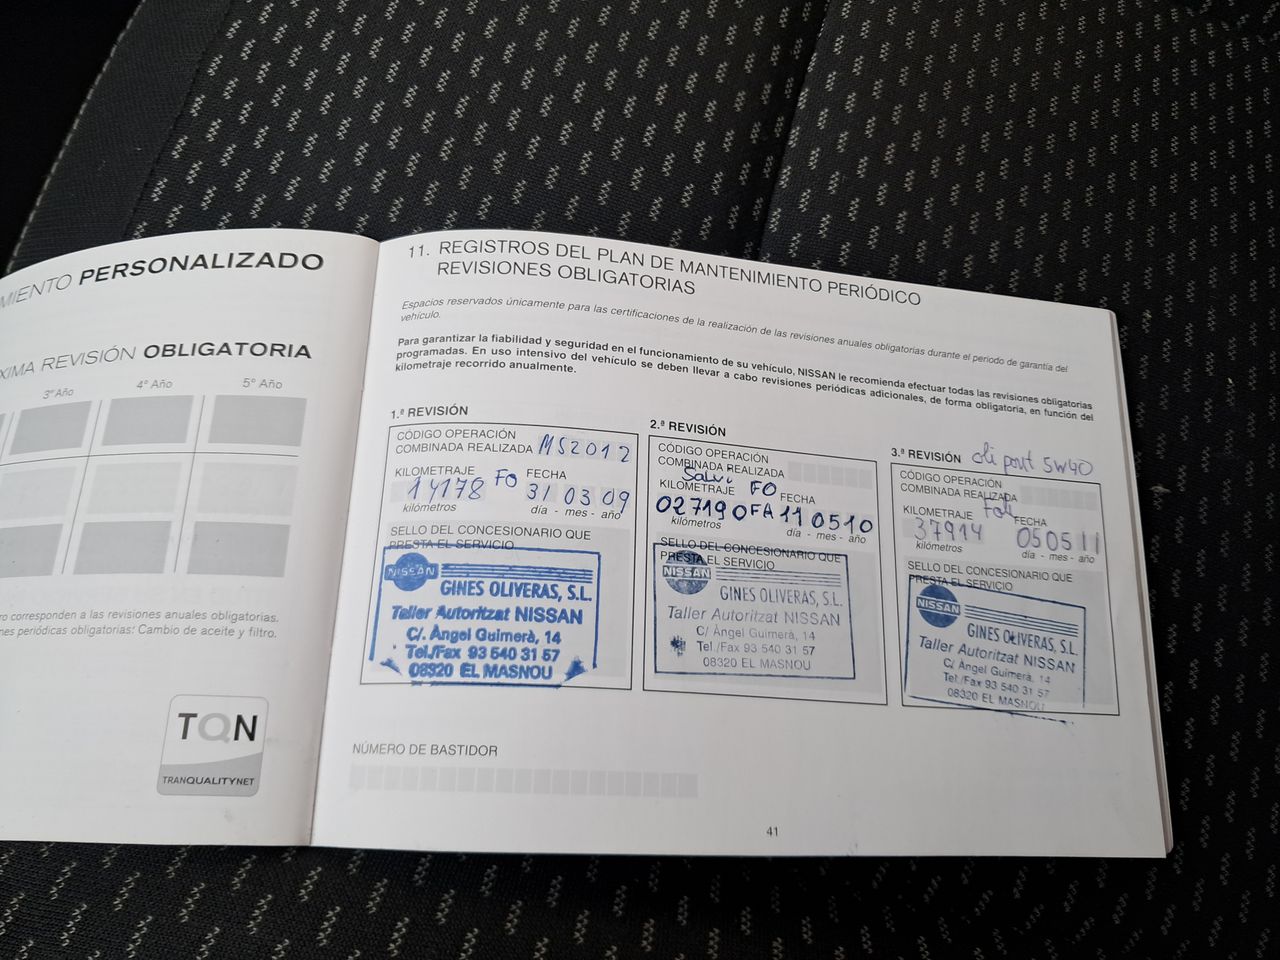 MIENTO PERSONALIZADO
XIMA REVISIÓN OBLIGATORIA
3º Año 4º Año 5º Año
ro corresponden a las revisiones anuales obligatorias.
nes periódicas obligatorias: Cambio de aceite y filtro.
TQN
TRANQUALITYNET
11. REGISTROS DEL PLAN DE MANTENIMIENTO PERIÓDICO
REVISIONES OBLIGATORIAS
Espacios reservados únicamente para las certificaciones de la realización de las revisiones anuales obligatorias durante el periodo de garantía del
vehículo.
Para garantizar la fiabilidad y seguridad en el funcionamiento de su vehículo, NISSAN le recomienda efectuar todas las revisiones obligatorias
programadas. En uso intensivo del vehículo se deben llevar a cabo revisiones periódicas adicionales, de forma obligatoria, en función del
kilometraje recorrido anualmente.
1.ª REVISIÓN
CÓDIGO OPERACIÓN
COMBINADA REALIZADA MS2012
KILOMETRAJE FO FECHA
14178 31 03 09
kilómetros día - mes - año
SELLO DEL CONCESIONARIO QUE
PRESTA EL SERVICIO
NISSAN
GINES OLIVERAS, S.L.
Taller Autoritzat NISSAN
C/. Àngel Guimerà, 14
Tel./Fax 93 540 31 57
08320 EL MASNOU
2.ª REVISIÓN
CÓDIGO OPERACIÓN
COMBINADA REALIZADA
Salvi FO
KILOMETRAJE FECHA
027190 FA 11 05 10
kilómetros día - mes - año
SELLO DEL CONCESIONARIO QUE
PRESTA EL SERVICIO
NISSAN
GINES OLIVERAS, S.L.
Taller Autoritzat NISSAN
C/ Àngel Guimerà, 14
Tel./Fax 93 540 31 57
08320 EL MASNOU
3.ª REVISIÓN oli 5W40
CÓDIGO OPERACIÓN
COMBINADA REALIZADA
KILOMETRAJE FECHA
37914 05 05 11
kilómetros día - mes - año
SELLO DEL CONCESIONARIO QUE
PRESTA EL SERVICIO
NISSAN
GINES OLIVERAS, S.L.
Taller Autoritzat NISSAN
C/ Àngel Guimerà, 14
Tel./Fax 93 540 31 57
08320 EL MASNOU
NÚMERO DE BASTIDOR
41